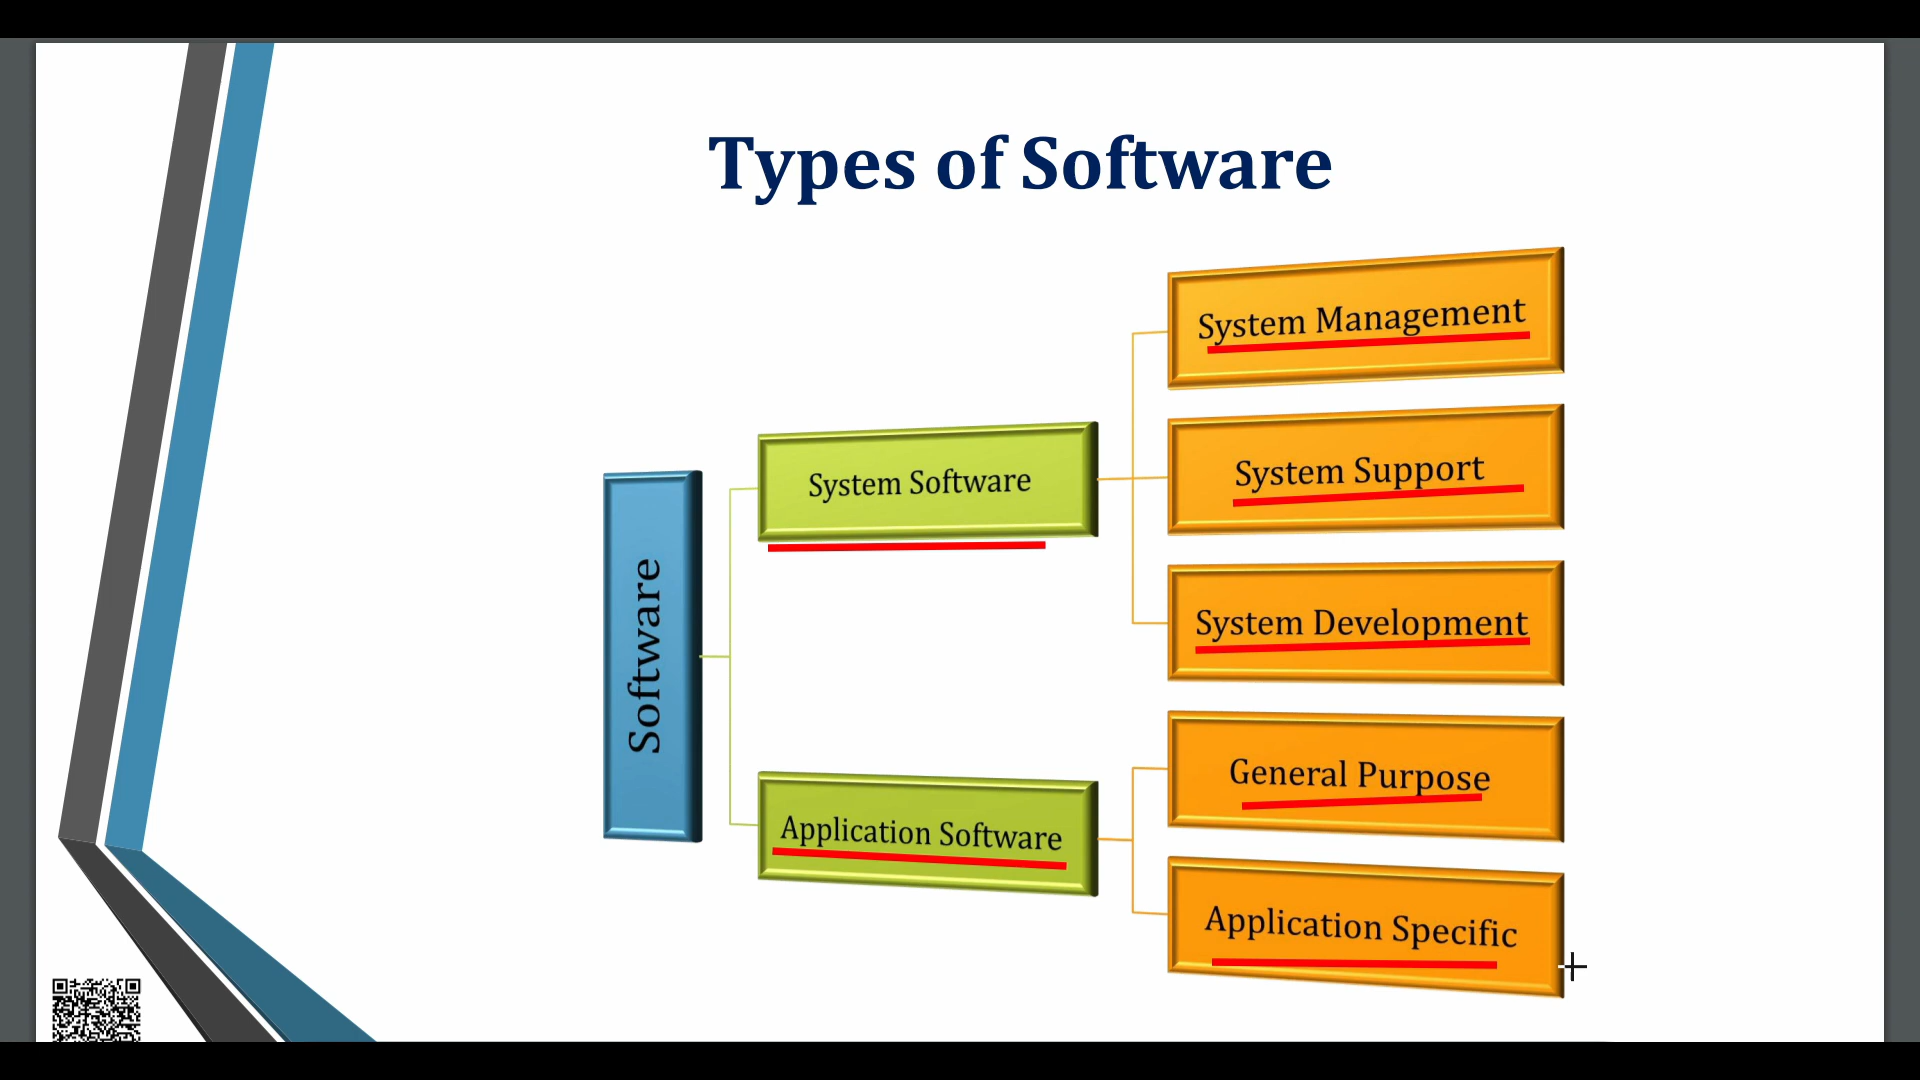 Types of Software
Software
System Software
System Management
System Support
System Development
Application Software
General Purpose
Application Specific